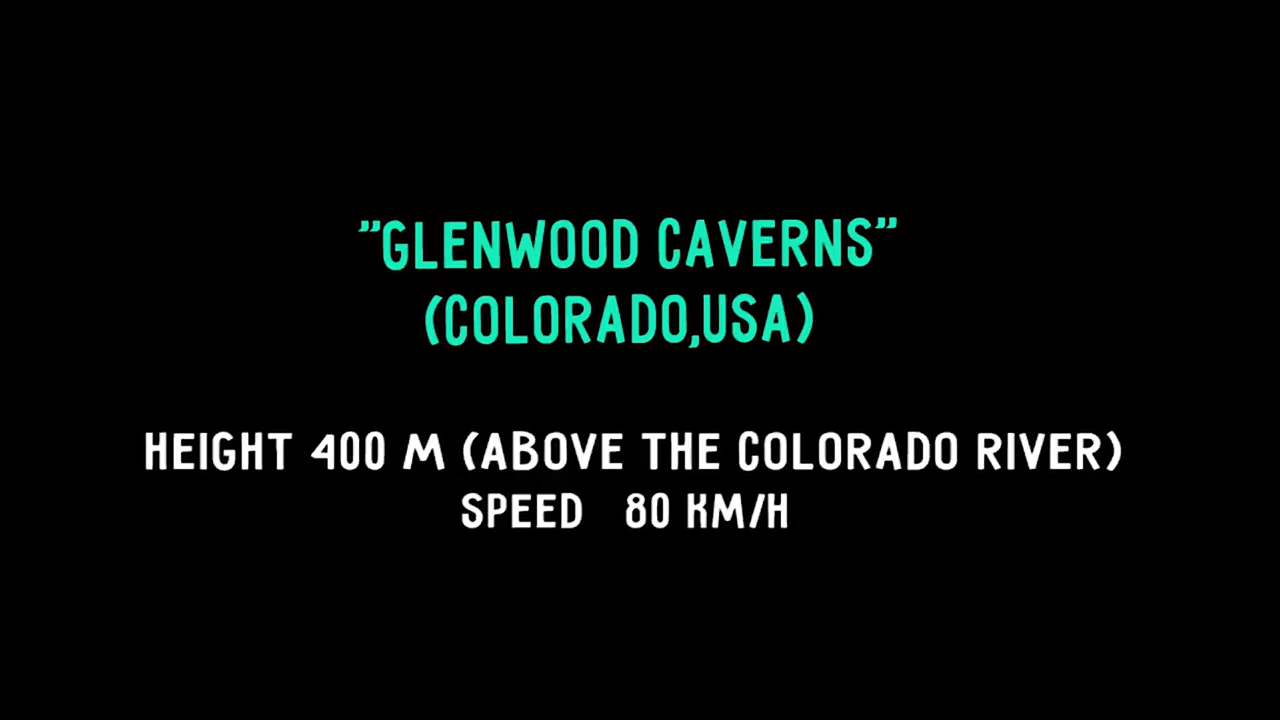 "GLENWOOD CAVERNS"
(COLORADO,USA)
HEIGHT 400 M (ABOVE THE COLORADO RIVER)
SPEED 80 KM/H